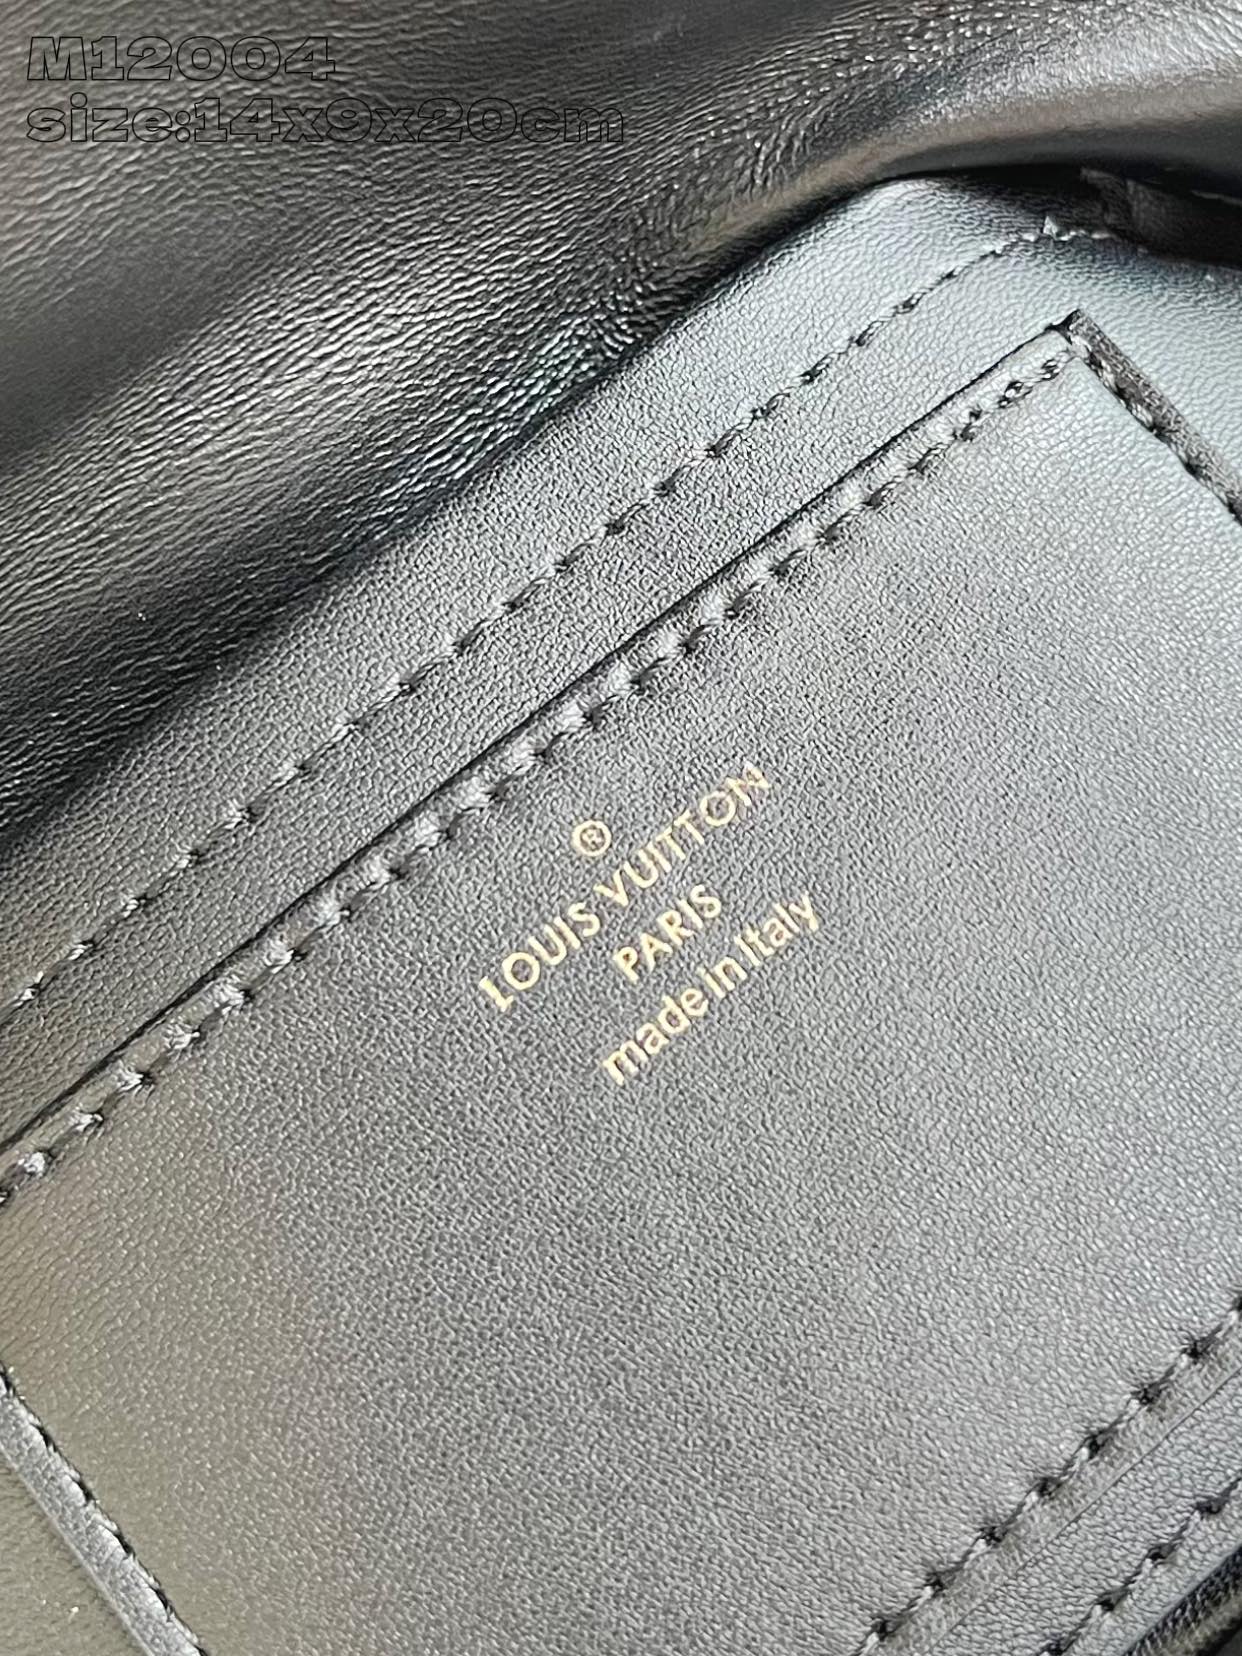 M12004
size:14x9x20cm
®
LOUIS VUITTON
PARIS
made in Italy